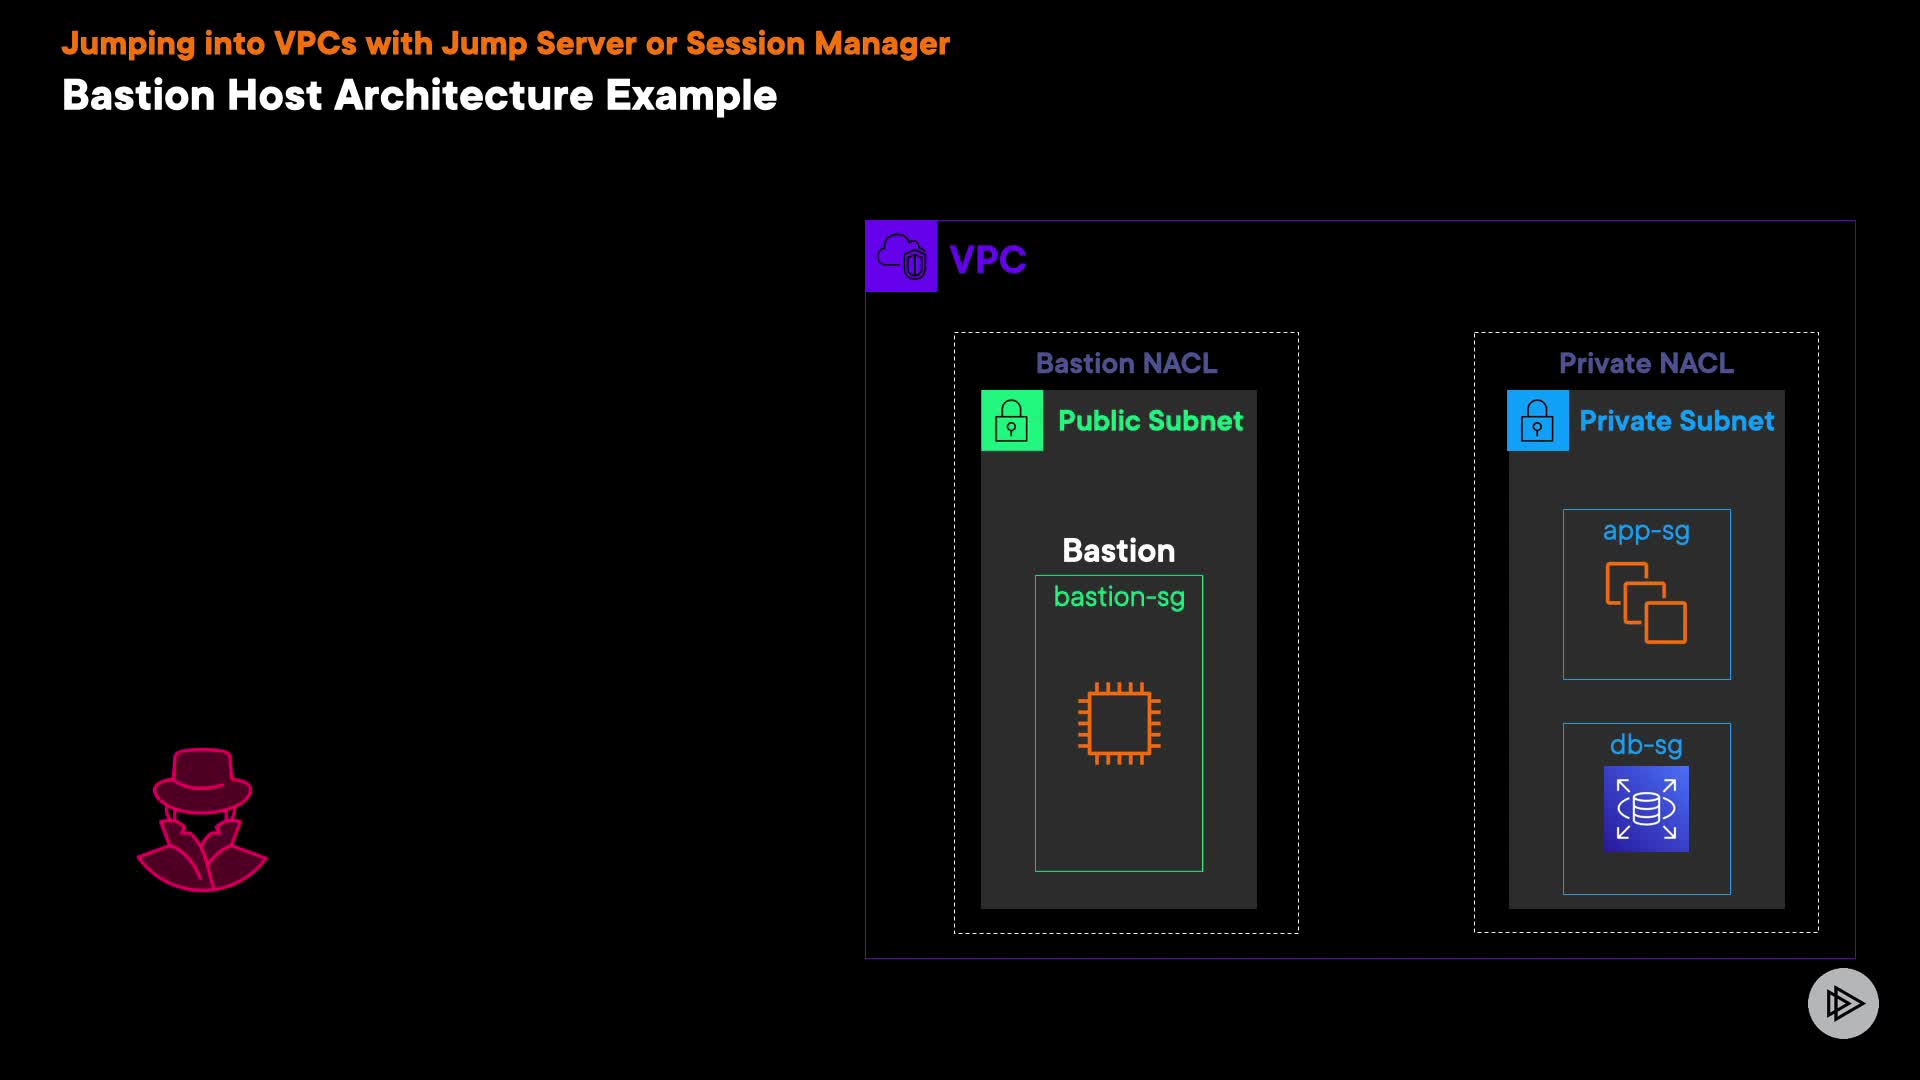 Jumping into VPCs with Jump Server or Session Manager
Bastion Host Architecture Example
VPC
Bastion NACL
Public Subnet
Bastion
bastion-sg
Private NACL
Private Subnet
app-sg
db-sg